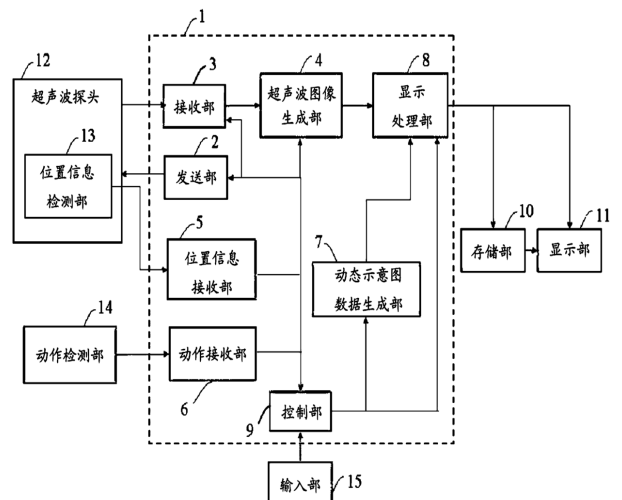 1
12
超声波探头
13
位置信息
检测部
3
接收部
4
超声波图像
生成部
8
显示
处理部
2
发送部
5
位置信息
接收部
7
动态示意图
数据生成部
10
存储部
11
显示部
14
动作检测部
动作接收部
6
9
控制部
输入部
15